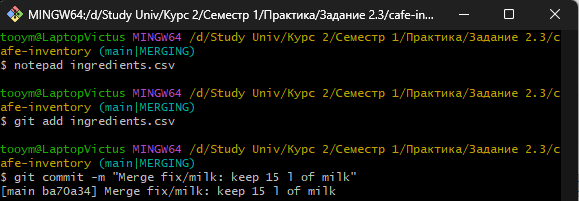 MINGW64:/d/Study Univ/Курс 2/Семестр 1/Практика/Задание 2.3/cafe-in...
tooym@LaptopVictus MINGW64 /d/Study Univ/Курс 2/Семестр 1/Практика/Задание 2.3/c
afe-inventory (main|MERGING)
$ notepad ingredients.csv
tooym@LaptopVictus MINGW64 /d/Study Univ/Курс 2/Семестр 1/Практика/Задание 2.3/c
afe-inventory (main|MERGING)
$ git add ingredients.csv
tooym@LaptopVictus MINGW64 /d/Study Univ/Курс 2/Семестр 1/Практика/Задание 2.3/c
afe-inventory (main|MERGING)
$ git commit -m "Merge fix/milk: keep 15 l of milk"
[main ba70a34] Merge fix/milk: keep 15 l of milk